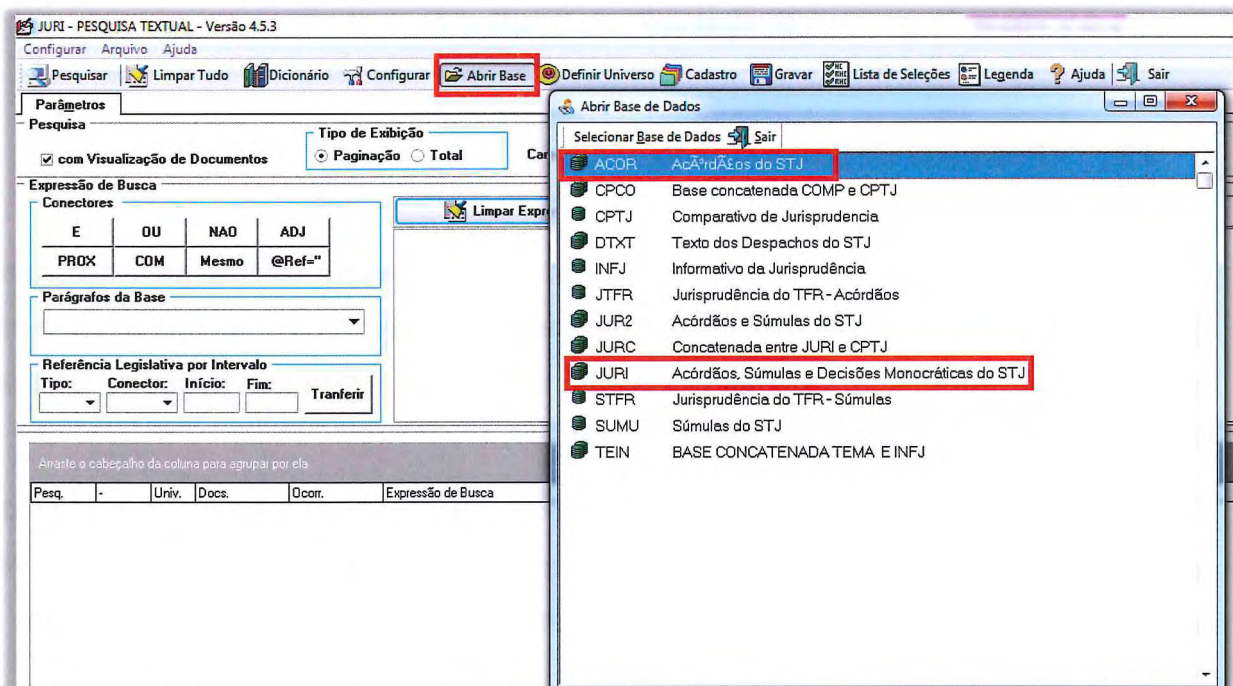 JURI - PESQUISA TEXTUAL - Versão 4.5.3
Configurar Arquivo Ajuda
Pesquisar Limpar Tudo Dicionário Configurar Abrir Base Definir Universo Cadastro Gravar Lista de Seleções Legenda Ajuda Sair
Parâmetros
Pesquisa
com Visualização de Documentos
Tipo de Exibição
Paginação Total
Expressão de Busca
Conectores
E OU NAO ADJ
PROX COM Mesmo @Ref="
Limpar Expre
Parágrafos da Base
Referência Legislativa por Intervalo
Tipo: Conector: Início: Fim:
Tranferir
Arraste o cabeçalho da coluna para agrupar por ela
Pesq. - Univ. Docs. Ocorr. Expressão de Busca
Abrir Base de Dados
Selecionar Base de Dados Sair
ACOR AcÃ³rdÃ£os do STJ
CPCO Base concatenada COMP e CPTJ
CPTJ Comparativo de Jurisprudencia
DTXT Texto dos Despachos do STJ
INFJ Informativo da Jurisprudência
JTFR Jurisprudência do TFR - Acórdãos
JUR2 Acórdãos e Súmulas do STJ
JURC Concatenada entre JURI e CPTJ
JURI Acórdãos, Súmulas e Decisões Monocráticas do STJ
STFR Jurisprudência do TFR - Súmulas
SUMU Súmulas do STJ
TEIN BASE CONCATENADA TEMA E INFJ